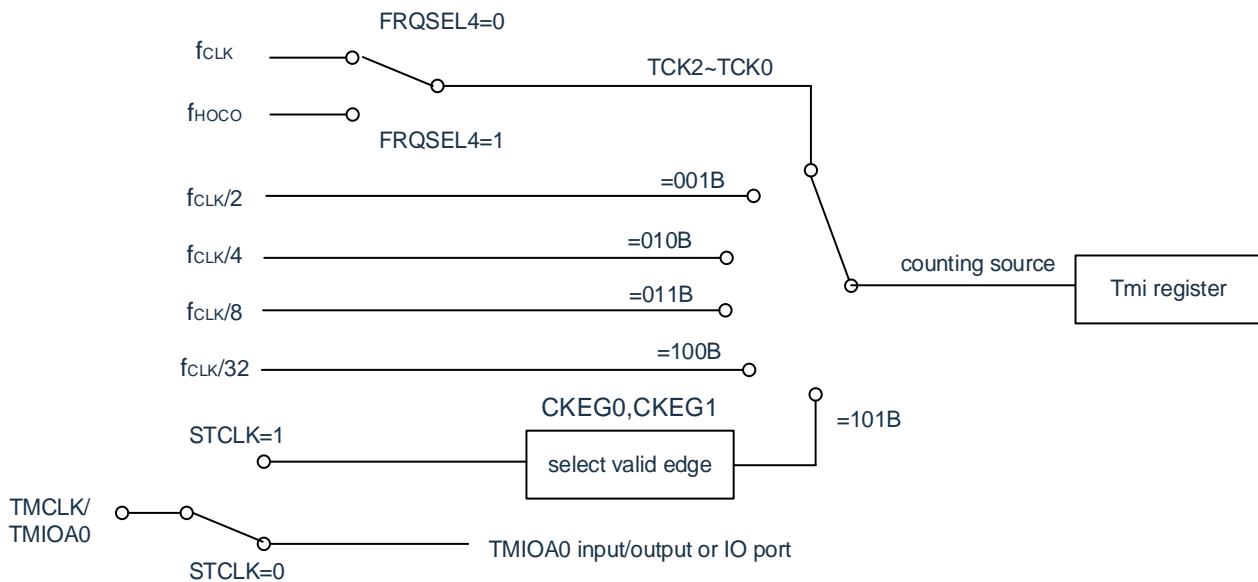 FRQSEL4=0
fCLK
TCK2~TCK0
fHOCO
FRQSEL4=1
=001B
fCLK/2
=010B
fCLK/4
counting source
Tmi register
=011B
fCLK/8
=100B
fCLK/32
CKEG0,CKEG1
=101B
STCLK=1
select valid edge
TMCLK/
TMIOA0
TMIOA0 input/output or IO port
STCLK=0